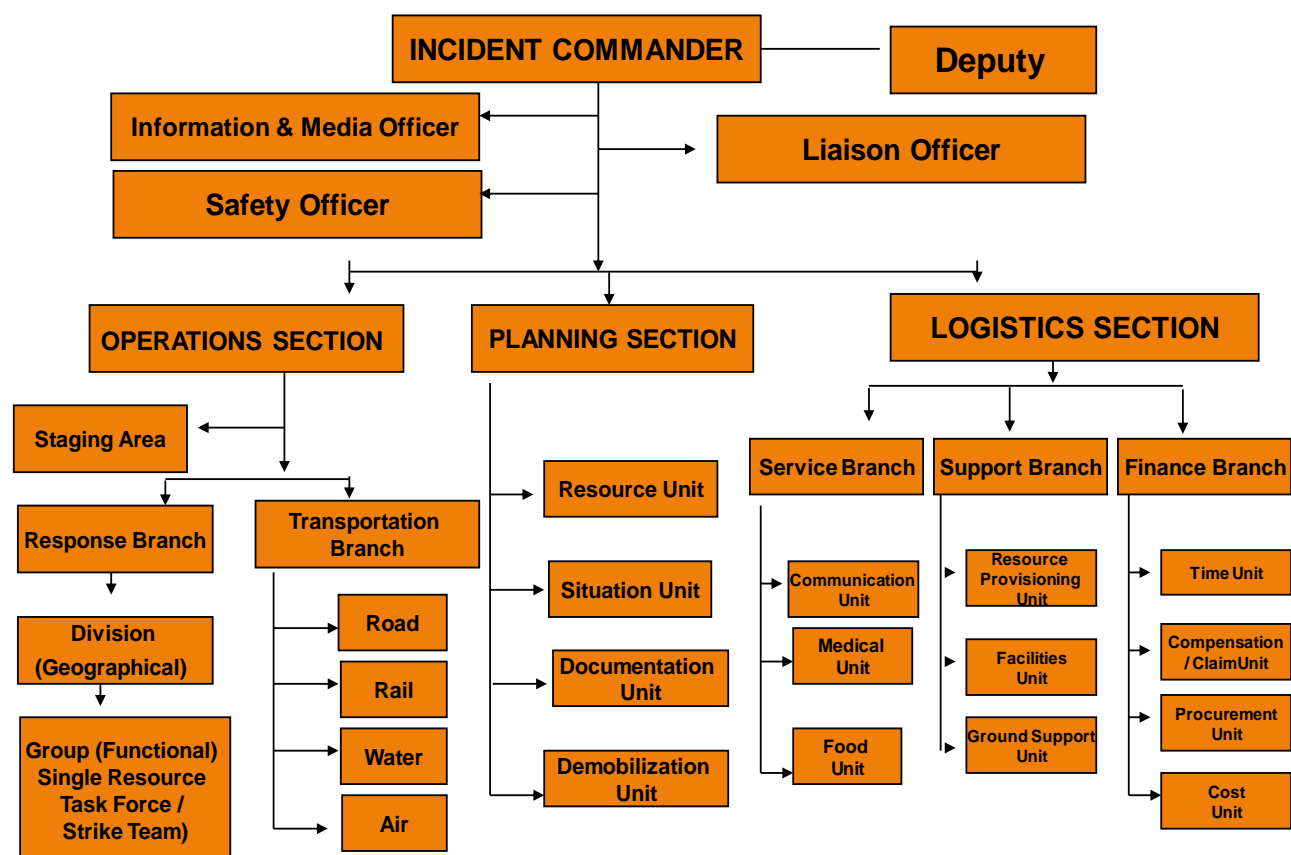 INCIDENT COMMANDER
Deputy
Information & Media Officer
Liaison Officer
Safety Officer
OPERATIONS SECTION
PLANNING SECTION
LOGISTICS SECTION
Staging Area
Response Branch
Transportation
Branch
Division
(Geographical)
Group (Functional)
Single Resource
Task Force /
Strike Team)
Road
Rail
Water
Air
Resource Unit
Situation Unit
Documentation
Unit
Demobilization
Unit
Service Branch
Support Branch
Finance Branch
Communication
Unit
Medical
Unit
Food
Unit
Resource
Provisioning
Unit
Facilities
Unit
Ground Support
Unit
Time Unit
Compensation
/ ClaimUnit
Procurement
Unit
Cost
Unit